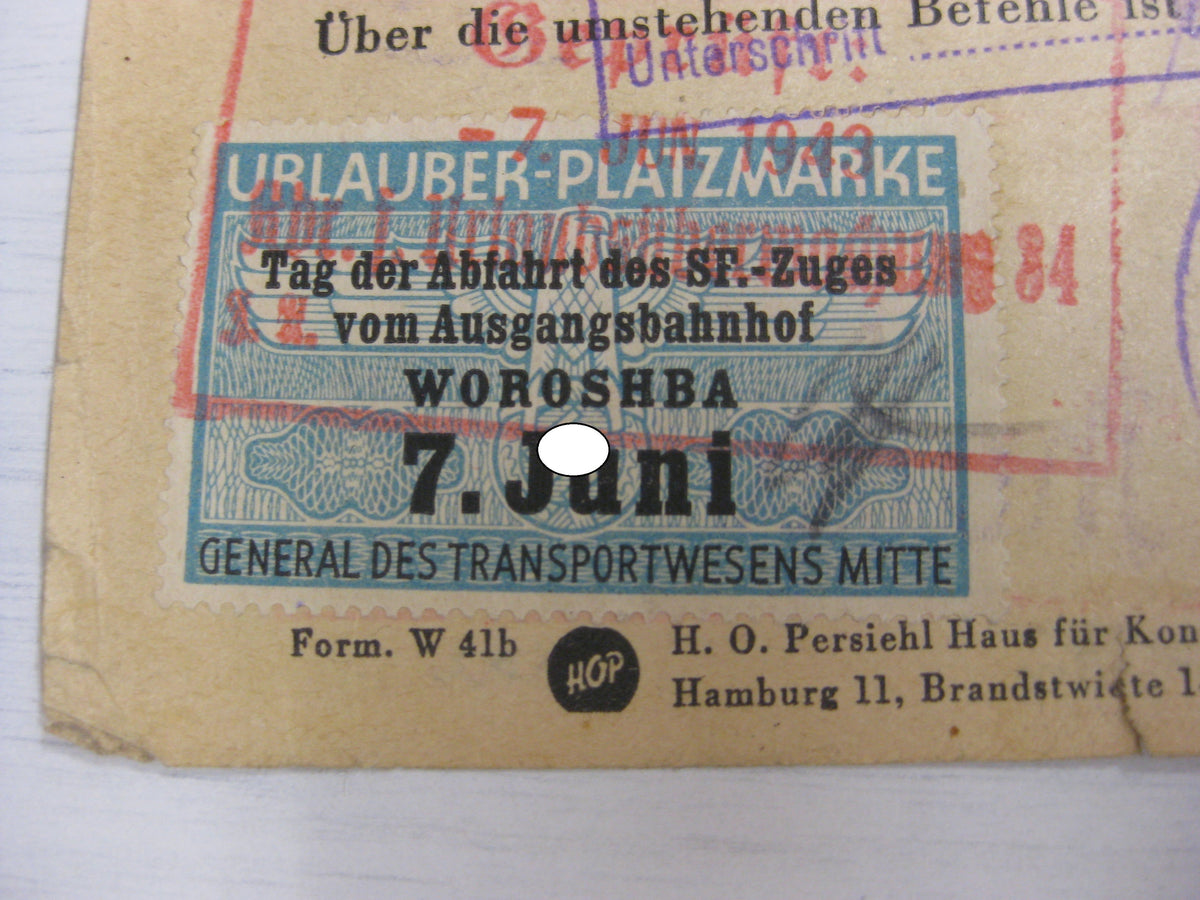 Über die umstehenden Befehle ist
Unterschrift
-7. JUN 1943
URLAUBER-PLATZMARKE
84
Tag der Abfahrt des SF.-Zuges
vom Ausgangsbahnhof
WOROSHBA
7. Juni
GENERAL DES TRANSPORTWESENS MITTE
Form. W 41b
HOP
H. O. Persiehl Haus für Kon
Hamburg 11, Brandstwiete 1